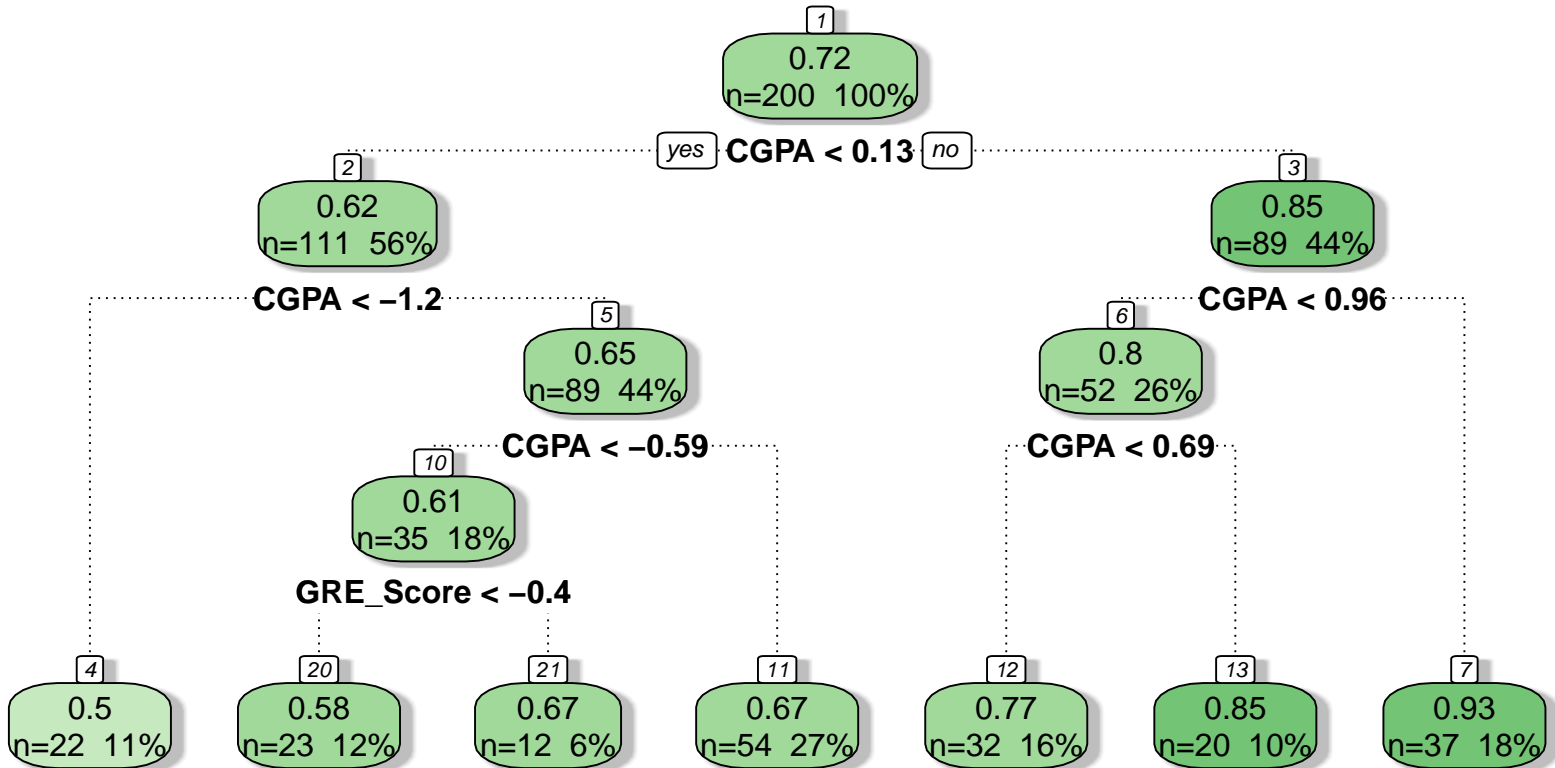 1
0.72
n=200 100%
yes CGPA < 0.13 no
2
0.62
n=111 56%
3
0.85
n=89 44%
CGPA < −1.2
CGPA < 0.96
5
0.65
n=89 44%
6
0.8
n=52 26%
CGPA < −0.59
CGPA < 0.69
10
0.61
n=35 18%
GRE_Score < −0.4
4
0.5
n=22 11%
20
0.58
n=23 12%
21
0.67
n=12 6%
11
0.67
n=54 27%
12
0.77
n=32 16%
13
0.85
n=20 10%
7
0.93
n=37 18%